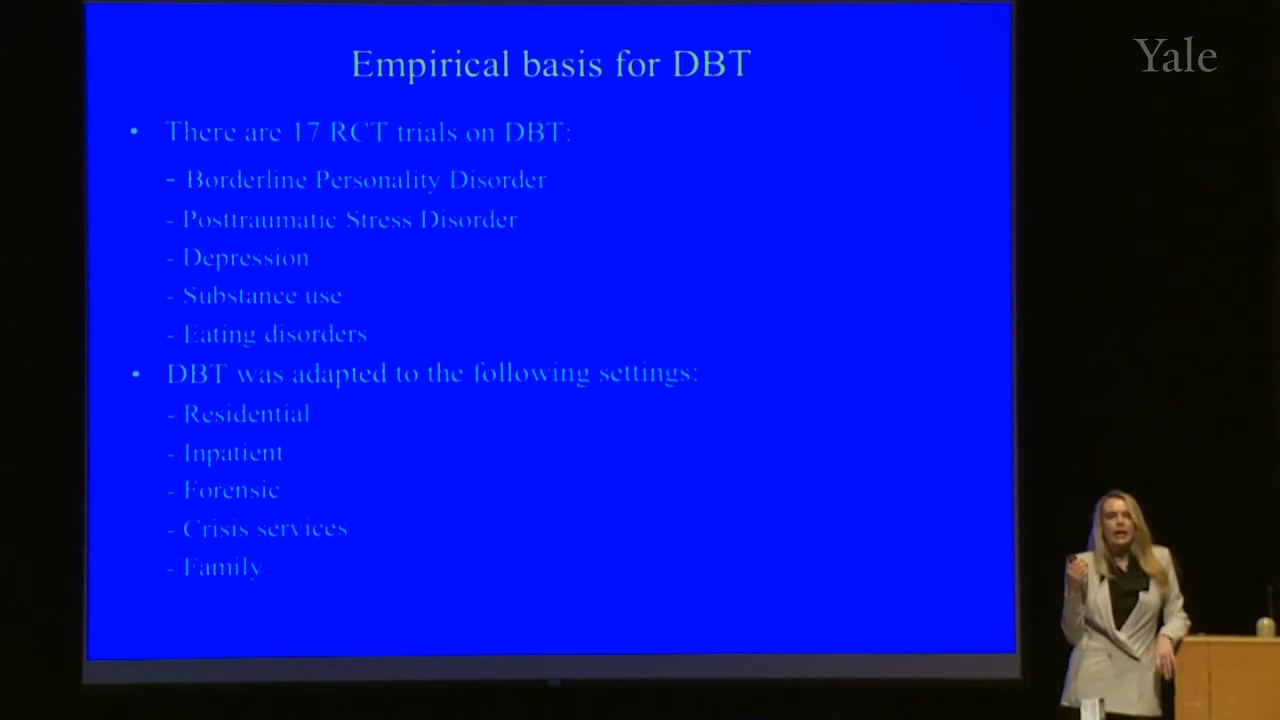 Yale
Empirical basis for DBT
• There are 17 RCT trials on DBT:
- Borderline Personality Disorder
- Posttraumatic Stress Disorder
- Depression
- Substance use
- Eating disorders
• DBT was adapted to the following settings:
- Residential
- Inpatient
- Forensic
- Crisis services
- Family